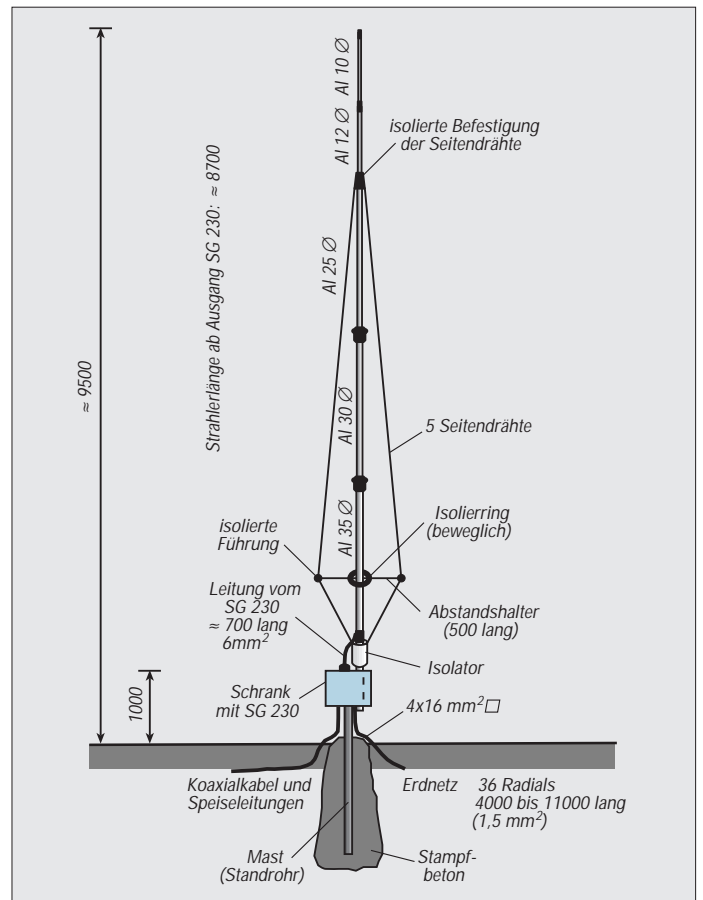 Al 10 Ø
Al 12 Ø
isolierte Befestigung
der Seitendrähte
Strahlerlänge ab Ausgang SG 230: ≈ 8700
Al 25 Ø
≈ 9500
Al 30 Ø
5 Seitendrähte
Al 35 Ø
Isolierring
(beweglich)
isolierte
Führung
Leitung vom
SG 230
≈ 700 lang
6mm²
Abstandshalter
(500 lang)
Isolator
1000
Schrank
mit SG 230
4x16 mm²□
Koaxialkabel und
Speiseleitungen
Erdnetz 36 Radials
4000 bis 11000 lang
(1,5 mm²)
Mast
(Standrohr)
Stampf-
beton